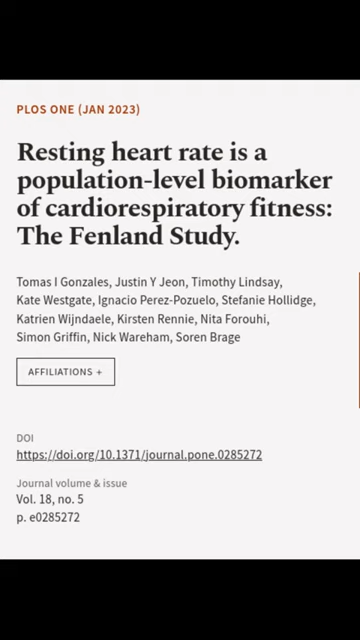 PLOS ONE (JAN 2023)
Resting heart rate is a
population-level biomarker
of cardiorespiratory fitness:
The Fenland Study.
Tomas I Gonzales, Justin Y Jeon, Timothy Lindsay,
Kate Westgate, Ignacio Perez-Pozuelo, Stefanie Hollidge,
Katrien Wijndaele, Kirsten Rennie, Nita Forouhi,
Simon Griffin, Nick Wareham, Soren Brage
AFFILIATIONS +
DOI
https://doi.org/10.1371/journal.pone.0285272
Journal volume & issue
Vol. 18, no. 5
p. e0285272